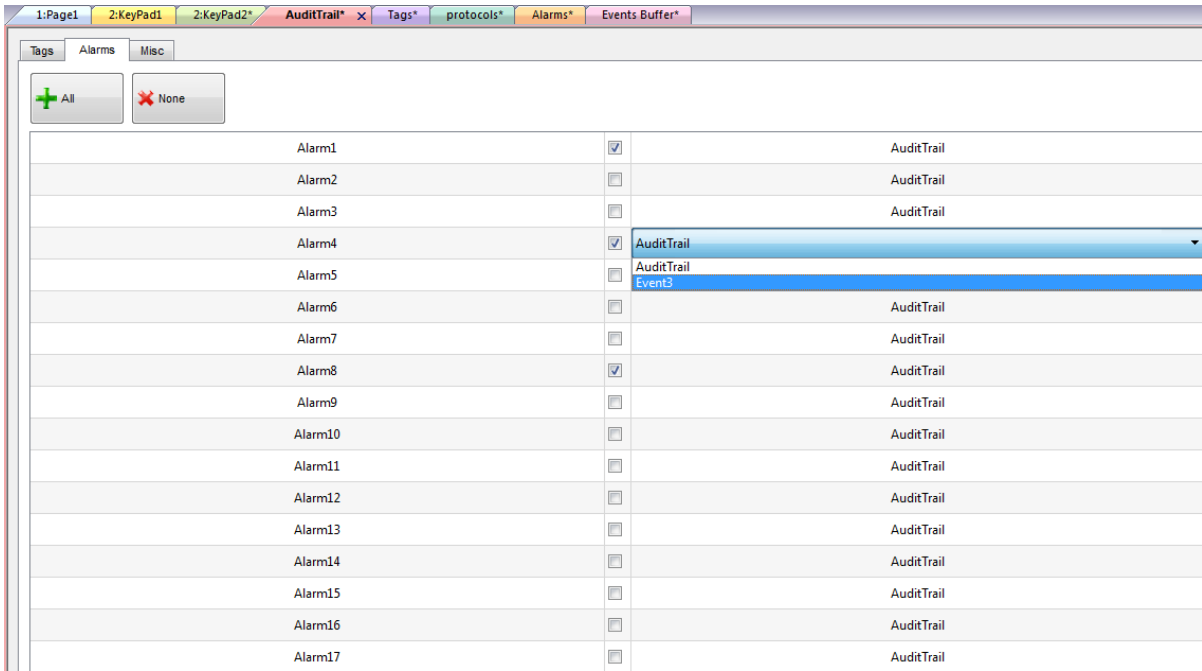 1:Page1 2:KeyPad1 2:KeyPad2* AuditTrail* x Tags* protocols* Alarms* Events Buffer*
Tags Alarms Misc
All None
Alarm1 AuditTrail
Alarm2 AuditTrail
Alarm3 AuditTrail
Alarm4 AuditTrail
AuditTrail
Alarm5
Event3
Alarm6 AuditTrail
Alarm7 AuditTrail
Alarm8 AuditTrail
Alarm9 AuditTrail
Alarm10 AuditTrail
Alarm11 AuditTrail
Alarm12 AuditTrail
Alarm13 AuditTrail
Alarm14 AuditTrail
Alarm15 AuditTrail
Alarm16 AuditTrail
Alarm17 AuditTrail